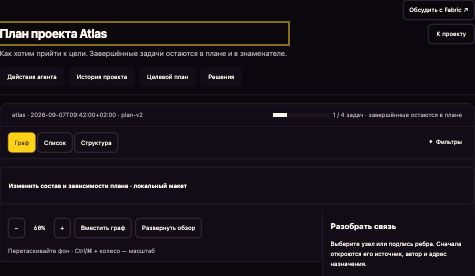 Обсудить с Fabric ↗
План проекта Atlas
К проекту
Как хотим прийти к цели. Завершённые задачи остаются в плане и в знаменателе.
Действия агента
История проекта
Целевой план
Решения
atlas · 2026-09-07T09:42:00+02:00 · plan-v2
1 / 4 задач · завершённые остаются в плане
Граф
Список
Структура
Фильтры
Изменить состав и зависимости плана · локальный макет
−
68%
+
Вместить граф
Развернуть обзор
Перетаскивайте фон · Ctrl/⌘ + колесо — масштаб
Разобрать связь
Выберите узел или подпись ребра. Сначала
откроются его источник, автор и адрес
назначения.